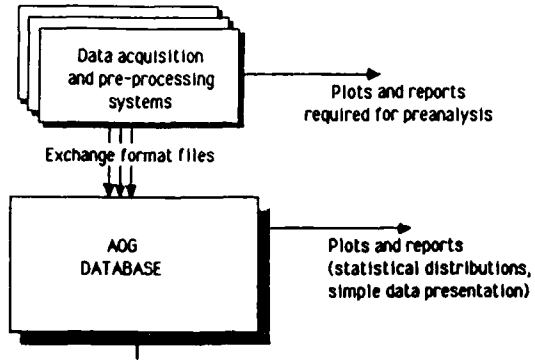 Data acquisition
and pre-processing
systems
Plots and reports
required for preanalysis
Exchange format files
AOG
DATABASE
Plots and reports
(statistical distributions,
simple data presentation)